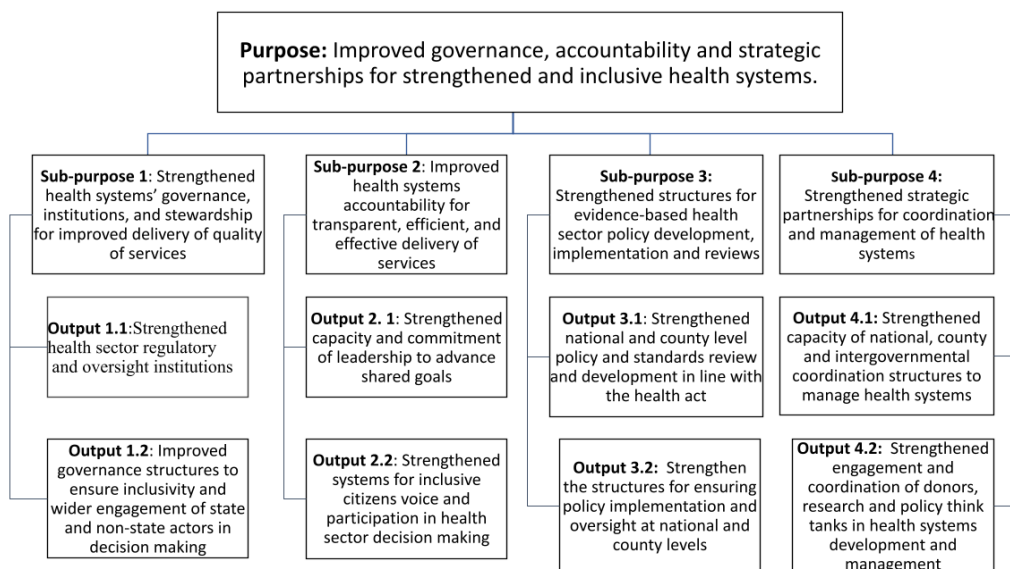 Purpose: Improved governance, accountability and strategic
partnerships for strengthened and inclusive health systems.
Sub-purpose 1: Strengthened
health systems’ governance,
institutions, and stewardship
for improved delivery of quality
of services
Sub-purpose 2: Improved
health systems
accountability for
transparent, efficient, and
effective delivery of
services
Sub-purpose 3:
Strengthened structures for
evidence-based health
sector policy development,
implementation and reviews
Sub-purpose 4:
Strengthened strategic
partnerships for coordination
and management of health
systems
Output 1.1:Strengthened
health sector regulatory
and oversight institutions
Output 2. 1: Strengthened
capacity and commitment
of leadership to advance
shared goals
Output 3.1: Strengthened
national and county level
policy and standards review
and development in line with
the health act
Output 4.1: Strengthened
capacity of national, county
and intergovernmental
coordination structures to
manage health systems
Output 1.2: Improved
governance structures to
ensure inclusivity and
wider engagement of state
and non-state actors in
decision making
Output 2.2: Strengthened
systems for inclusive
citizens voice and
participation in health
sector decision making
Output 3.2: Strengthen
the structures for ensuring
policy implementation and
oversight at national and
county levels
Output 4.2: Strengthened
engagement and
coordination of donors,
research and policy think
tanks in health systems
development and
management